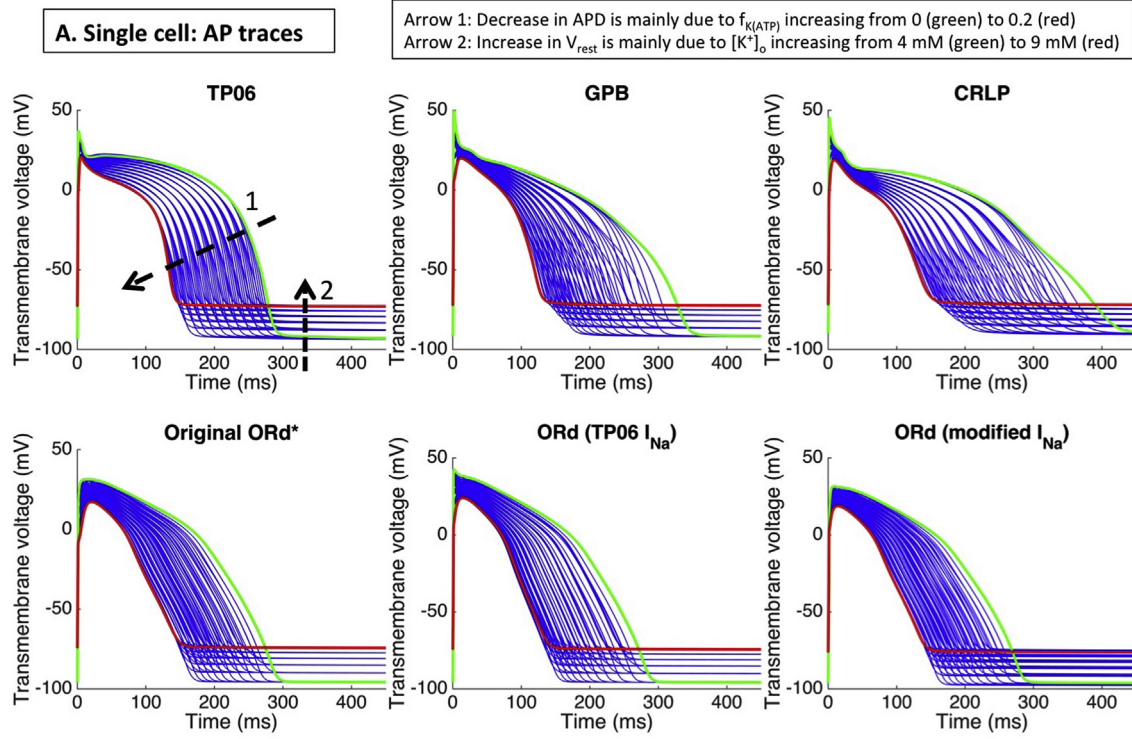 A. Single cell: AP traces
Arrow 1: Decrease in APD is mainly due to fK(ATP) increasing from 0 (green) to 0.2 (red)
Arrow 2: Increase in Vrest is mainly due to [K+]o increasing from 4 mM (green) to 9 mM (red)
TP06
GPB
CRLP
Transmembrane voltage (mV)
50
0
-50
-100
1
2
0 100 200 300 400
Time (ms)
Transmembrane voltage (mV)
50
0
-50
-100
0 100 200 300 400
Time (ms)
Transmembrane voltage (mV)
50
0
-50
-100
0 100 200 300 400
Time (ms)
Original ORd*
ORd (TP06 INa)
ORd (modified INa)
Transmembrane voltage (mV)
50
0
-50
-100
0 100 200 300 400
Time (ms)
Transmembrane voltage (mV)
50
0
-50
-100
0 100 200 300 400
Time (ms)
Transmembrane voltage (mV)
50
0
-50
-100
0 100 200 300 400
Time (ms)